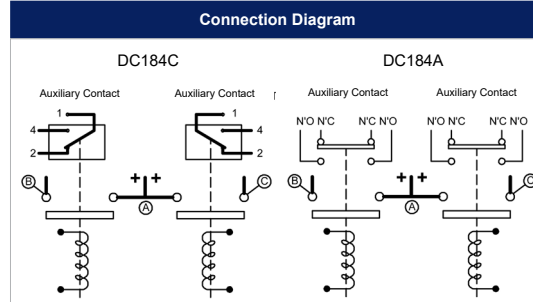 Connection Diagram
DC184C DC184A
Auxiliary Contact Auxiliary Contact Auxiliary Contact Auxiliary Contact
1 1
N'O N'C N'C N'O N'O N'C N'C N'O
4 4
2 2
B + + C B + + C
A A